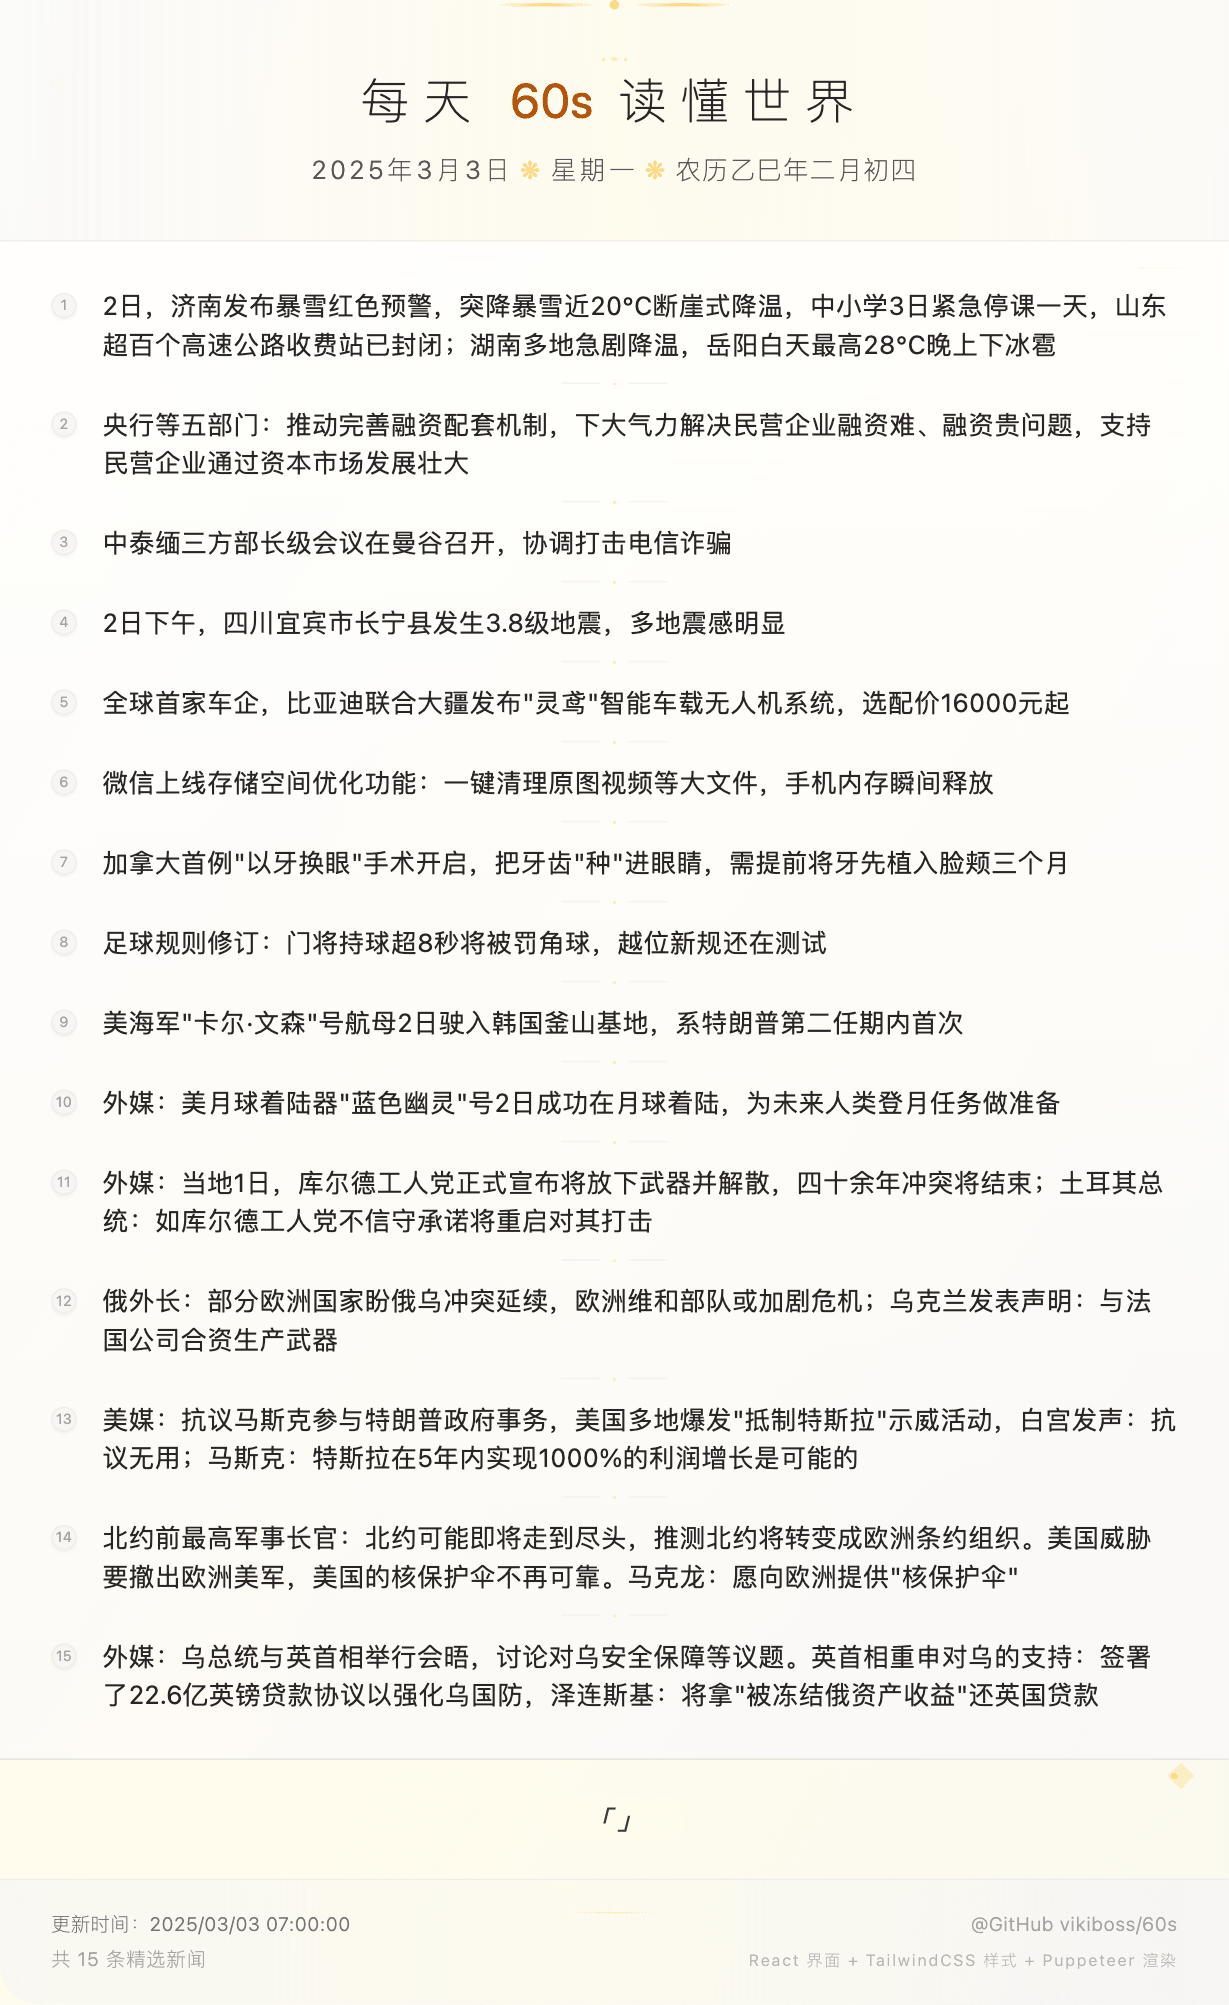 每天 60s 读懂世界
2025年3月3日 ❋ 星期一 ❋ 农历乙巳年二月初四
1 2日，济南发布暴雪红色预警，突降暴雪近20°C断崖式降温，中小学3日紧急停课一天，山东
超百个高速公路收费站已封闭；湖南多地急剧降温，岳阳白天最高28°C晚上下冰雹
2 央行等五部门：推动完善融资配套机制，下大气力解决民营企业融资难、融资贵问题，支持
民营企业通过资本市场发展壮大
3 中泰缅三方部长级会议在曼谷召开，协调打击电信诈骗
4 2日下午，四川宜宾市长宁县发生3.8级地震，多地震感明显
5 全球首家车企，比亚迪联合大疆发布"灵鸢"智能车载无人机系统，选配价16000元起
6 微信上线存储空间优化功能：一键清理原图视频等大文件，手机内存瞬间释放
7 加拿大首例"以牙换眼"手术开启，把牙齿"种"进眼睛，需提前将牙先植入脸颊三个月
8 足球规则修订：门将持球超8秒将被罚角球，越位新规还在测试
9 美海军"卡尔·文森"号航母2日驶入韩国釜山基地，系特朗普第二任期内首次
10 外媒：美月球着陆器"蓝色幽灵"号2日成功在月球着陆，为未来人类登月任务做准备
11 外媒：当地1日，库尔德工人党正式宣布将放下武器并解散，四十余年冲突将结束；土耳其总
统：如库尔德工人党不信守承诺将重启对其打击
12 俄外长：部分欧洲国家盼俄乌冲突延续，欧洲维和部队或加剧危机；乌克兰发表声明：与法
国公司合资生产武器
13 美媒：抗议马斯克参与特朗普政府事务，美国多地爆发"抵制特斯拉"示威活动，白宫发声：抗
议无用；马斯克：特斯拉在5年内实现1000%的利润增长是可能的
14 北约前最高军事长官：北约可能即将走到尽头，推测北约将转变成欧洲条约组织。美国威胁
要撤出欧洲美军，美国的核保护伞不再可靠。马克龙：愿向欧洲提供"核保护伞"
15 外媒：乌总统与英首相举行会晤，讨论对乌安全保障等议题。英首相重申对乌的支持：签署
了22.6亿英镑贷款协议以强化乌国防，泽连斯基：将拿"被冻结俄资产收益"还英国贷款
「」
更新时间：2025/03/03 07:00:00
@GitHub vikiboss/60s
共 15 条精选新闻
React 界面 + TailwindCSS 样式 + Puppeteer 渲染